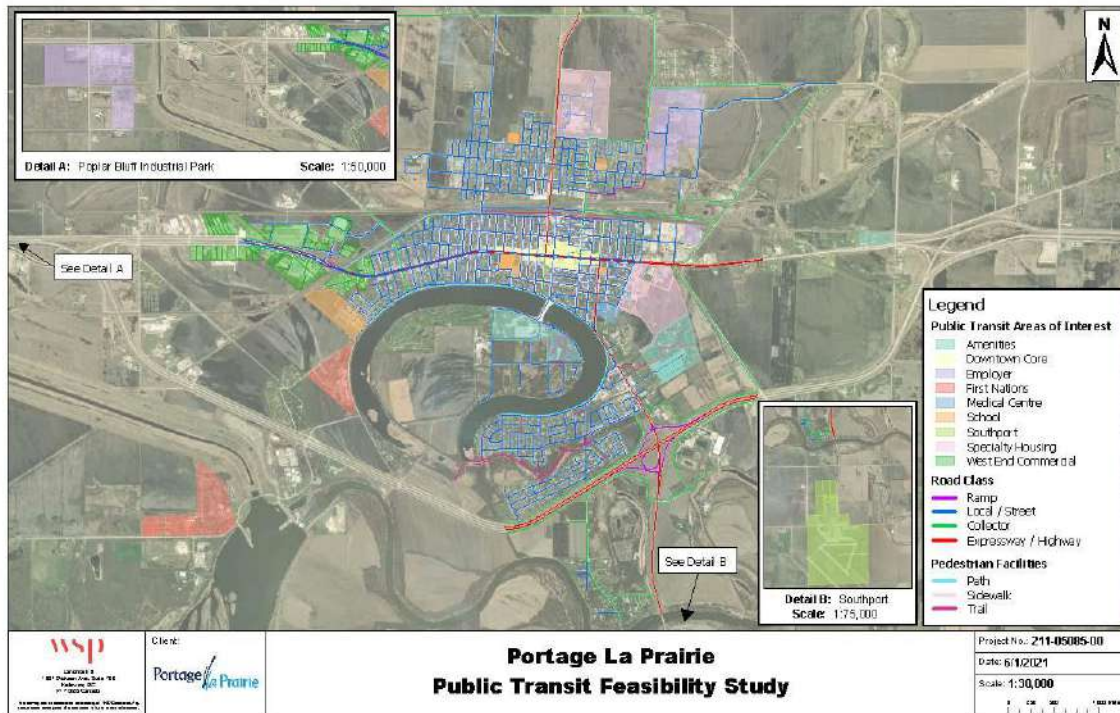 N
Detail A: Poplar Bluff Industrial Park
Scale: 1:50,000
See Detail A
Legend
Public Transit Areas of Interest
Amenities
Downtown Core
Employer
First Nations
Medical Centre
School
Southport
Specialty Housing
West End Commercial
Road Class
Ramp
Local / Street
Collector
Expressway / Highway
Pedestrian Facilities
Path
Sidewalk
Trail
See Detail B
Detail B: Southport
Scale: 1:75,000
wsp
Client:
Portage la Prairie
Portage La Prairie
Public Transit Feasibility Study
Project No.: 211-05085-00
Date: 6/1/2021
Scale: 1:30,000